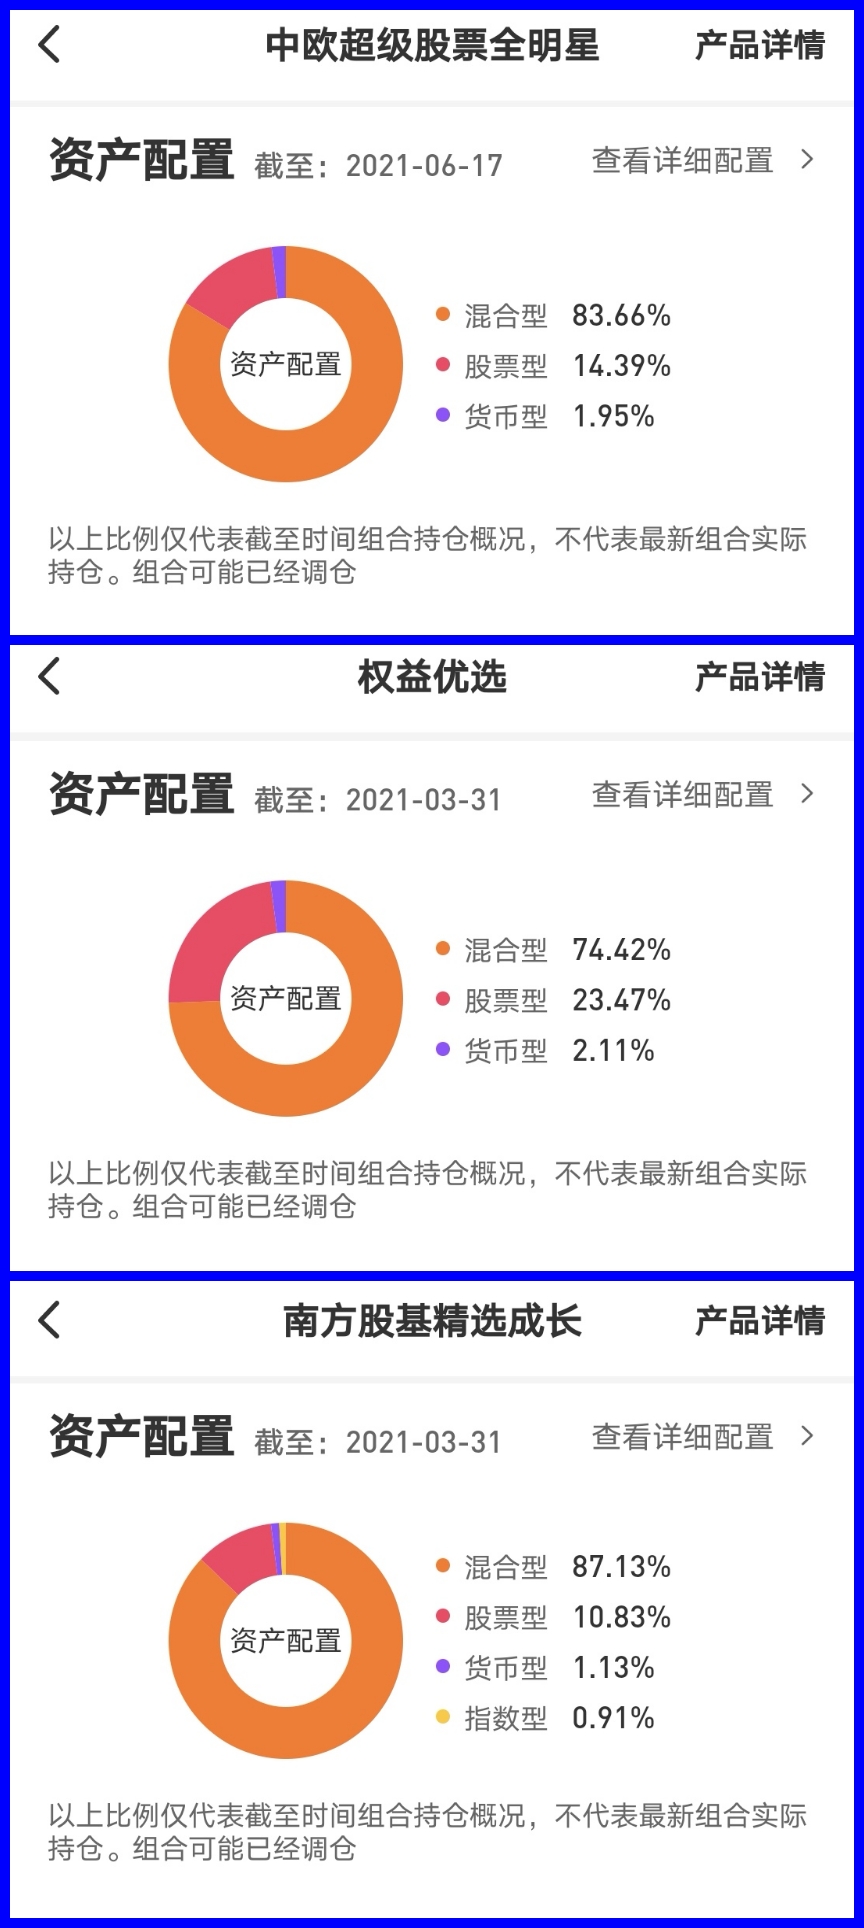 中欧超级股票全明星 产品详情
资产配置 截至：2021-06-17 查看详细配置
资产配置
混合型 83.66%
股票型 14.39%
货币型 1.95%
以上比例仅代表截至时间组合持仓概况，不代表最新组合实际
持仓。组合可能已经调仓
权益优选 产品详情
资产配置 截至：2021-03-31 查看详细配置
资产配置
混合型 74.42%
股票型 23.47%
货币型 2.11%
以上比例仅代表截至时间组合持仓概况，不代表最新组合实际
持仓。组合可能已经调仓
南方股基精选成长 产品详情
资产配置 截至：2021-03-31 查看详细配置
资产配置
混合型 87.13%
股票型 10.83%
货币型 1.13%
指数型 0.91%
以上比例仅代表截至时间组合持仓概况，不代表最新组合实际
持仓。组合可能已经调仓